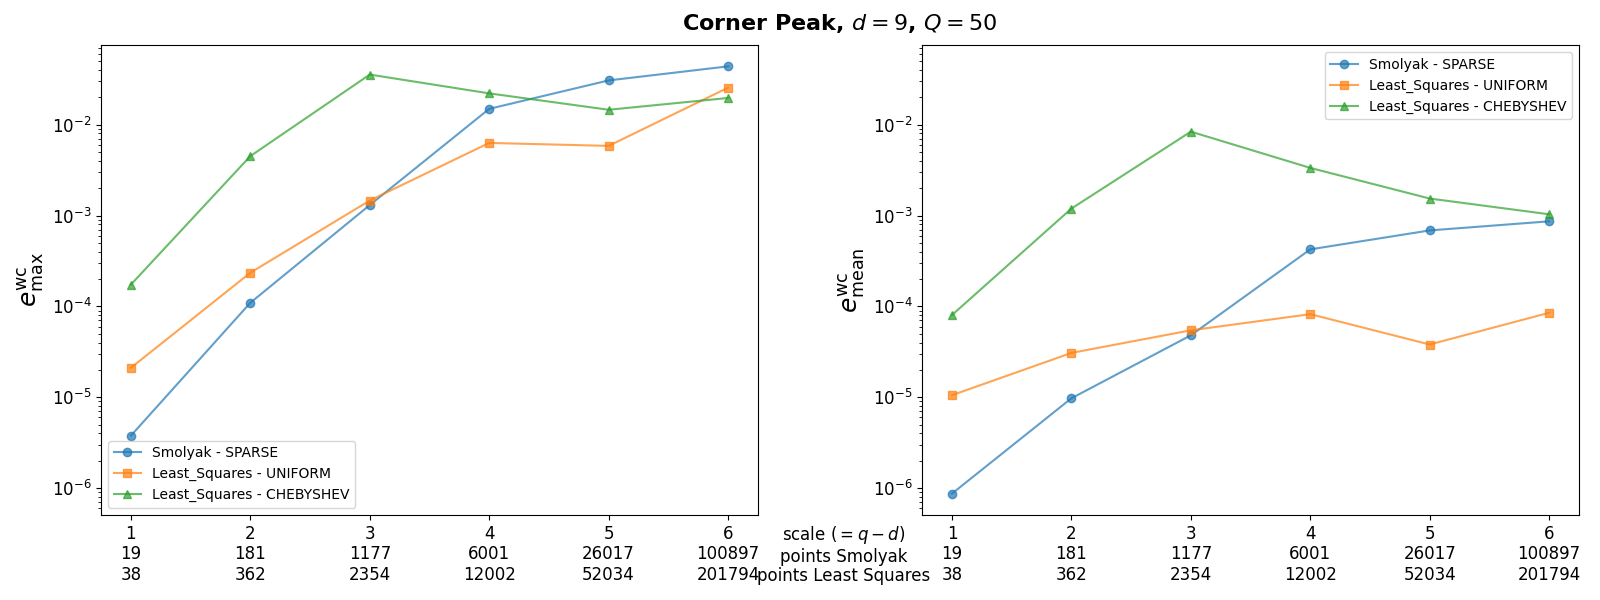 Corner Peak, d = 9, Q = 50
e^wc_max
10^−2
10^−3
10^−4
10^−5
10^−6
Smolyak - SPARSE
Least_Squares - UNIFORM
Least_Squares - CHEBYSHEV
1 2 3 4 5 6
19 181 1177 6001 26017 100897
38 362 2354 12002 52034 201794
scale (= q − d)
points Smolyak
points Least Squares
e^wc_mean
10^−2
10^−3
10^−4
10^−5
10^−6
Smolyak - SPARSE
Least_Squares - UNIFORM
Least_Squares - CHEBYSHEV
1 2 3 4 5 6
19 181 1177 6001 26017 100897
38 362 2354 12002 52034 201794